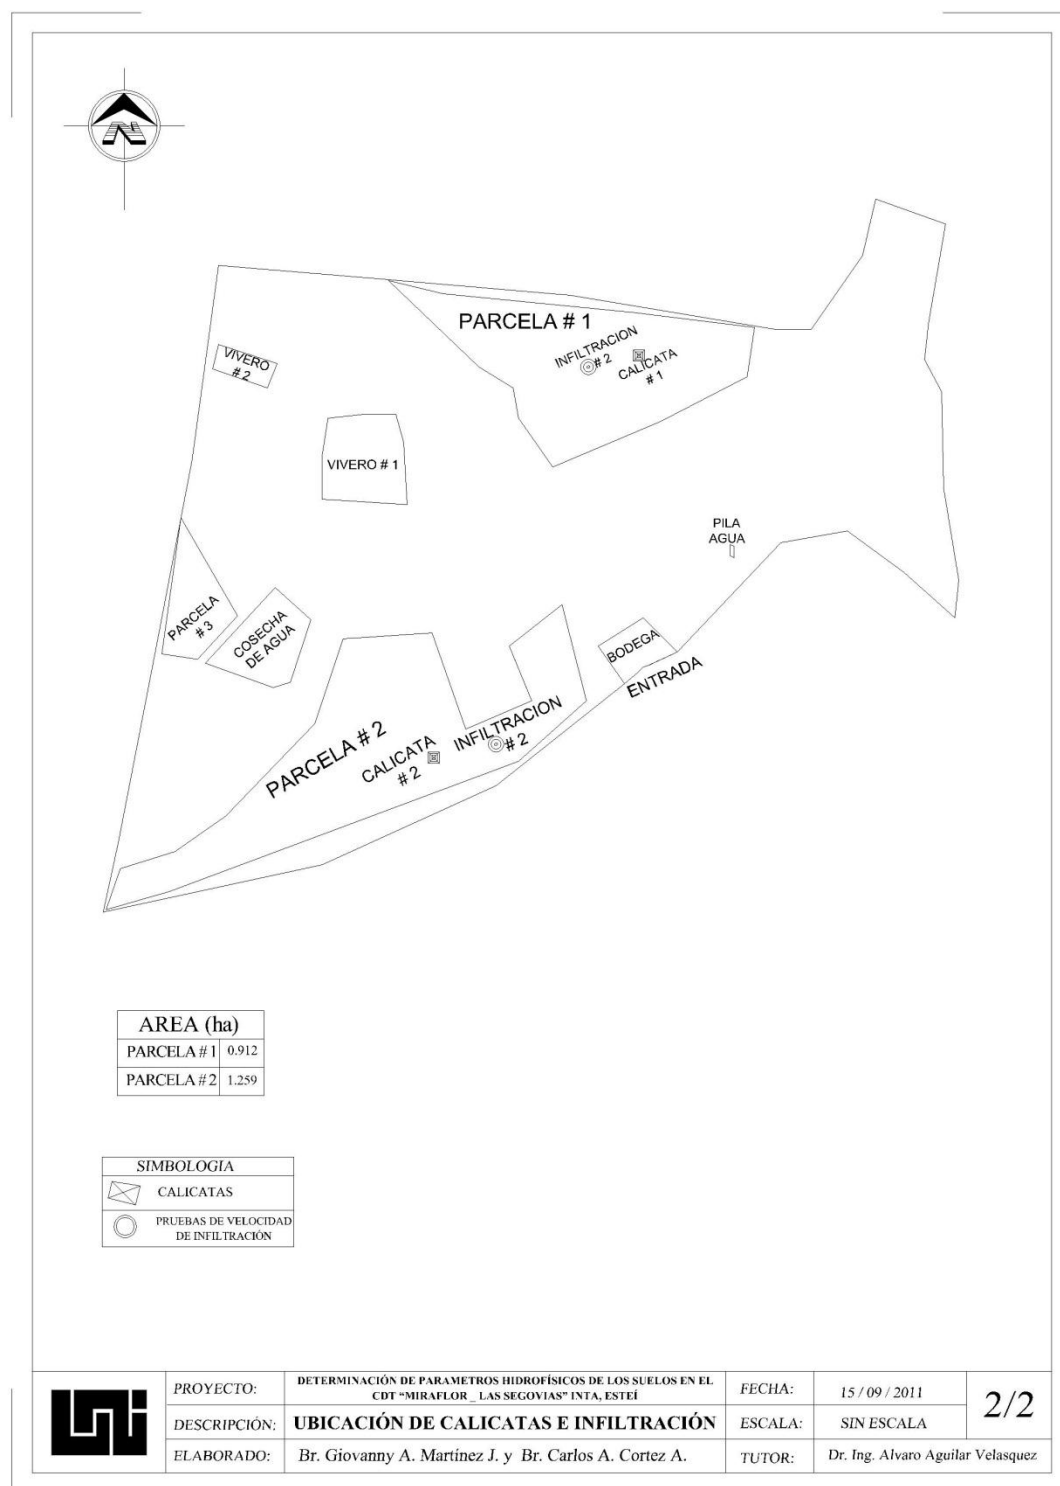 N
PARCELA # 1
INFILTRACION
# 2
CALICATA
# 1
VIVERO
# 2
VIVERO # 1
PILA
AGUA
PARCELA
# 3
COSECHA
DE AGUA
BODEGA
ENTRADA
PARCELA # 2
CALICATA
# 2
INFILTRACION
# 2
AREA (ha)
PARCELA # 1 0.912
PARCELA # 2 1.259
SIMBOLOGIA
CALICATAS
PRUEBAS DE VELOCIDAD
DE INFILTRACIÓN
uni
PROYECTO:
DETERMINACIÓN DE PARAMETROS HIDROFÍSICOS DE LOS SUELOS EN EL
CDT “MIRAFLOR _ LAS SEGOVIAS” INTA, ESTEÍ
FECHA: 15 / 09 / 2011
2/2
DESCRIPCIÓN: UBICACIÓN DE CALICATAS E INFILTRACIÓN
ESCALA: SIN ESCALA
ELABORADO: Br. Giovanny A. Martínez J. y Br. Carlos A. Cortez A.
TUTOR: Dr. Ing. Alvaro Aguilar Velasquez